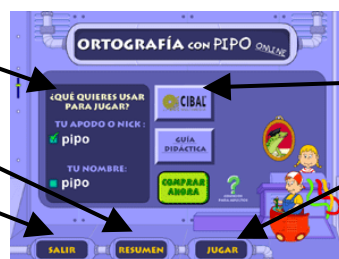 ORTOGRAFÍA CON PIPO ONLINE
¿QUÉ QUIERES USAR
PARA JUGAR?
TU APODO O NICK :
pipo
TU NOMBRE:
pipo
CIBAL
GUÍA
DIDÁCTICA
COMPRAR
AHORA
?
SALIR
RESUMEN
JUGAR